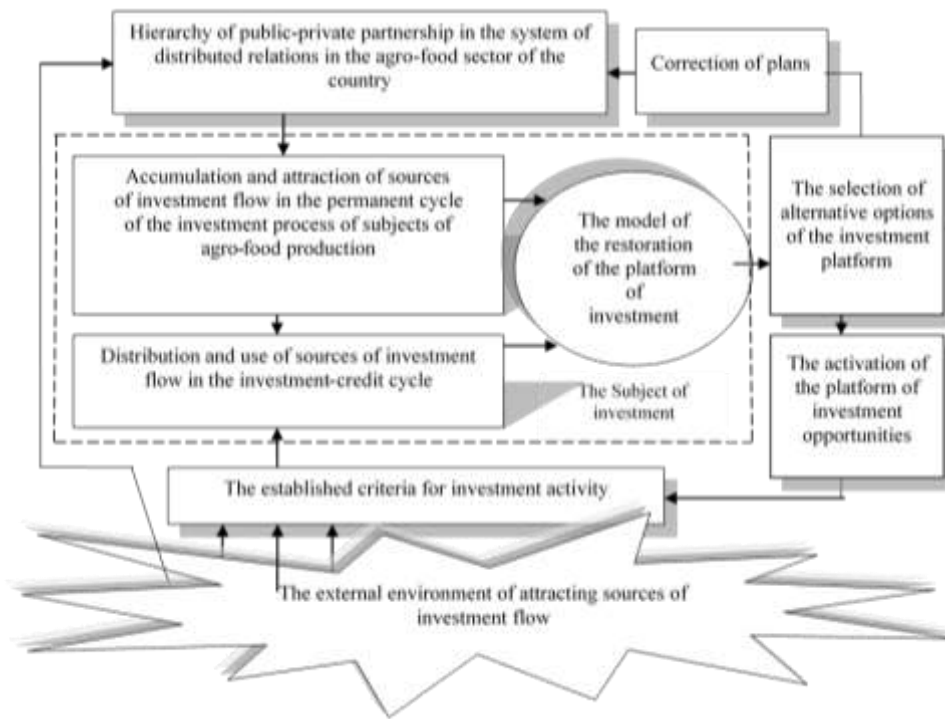 Hierarchy of public-private partnership in the system of
distributed relations in the agro-food sector of the
country
Correction of plans
Accumulation and attraction of sources
of investment flow in the permanent cycle
of the investment process of subjects of
agro-food production
The model of
the restoration
of the platform
of
investment
The selection of
alternative options
of the investment
platform
Distribution and use of sources of investment
flow in the investment-credit cycle
The Subject of
investment
The activation of
the platform of
investment
opportunities
The established criteria for investment activity
The external environment of attracting sources of
investment flow